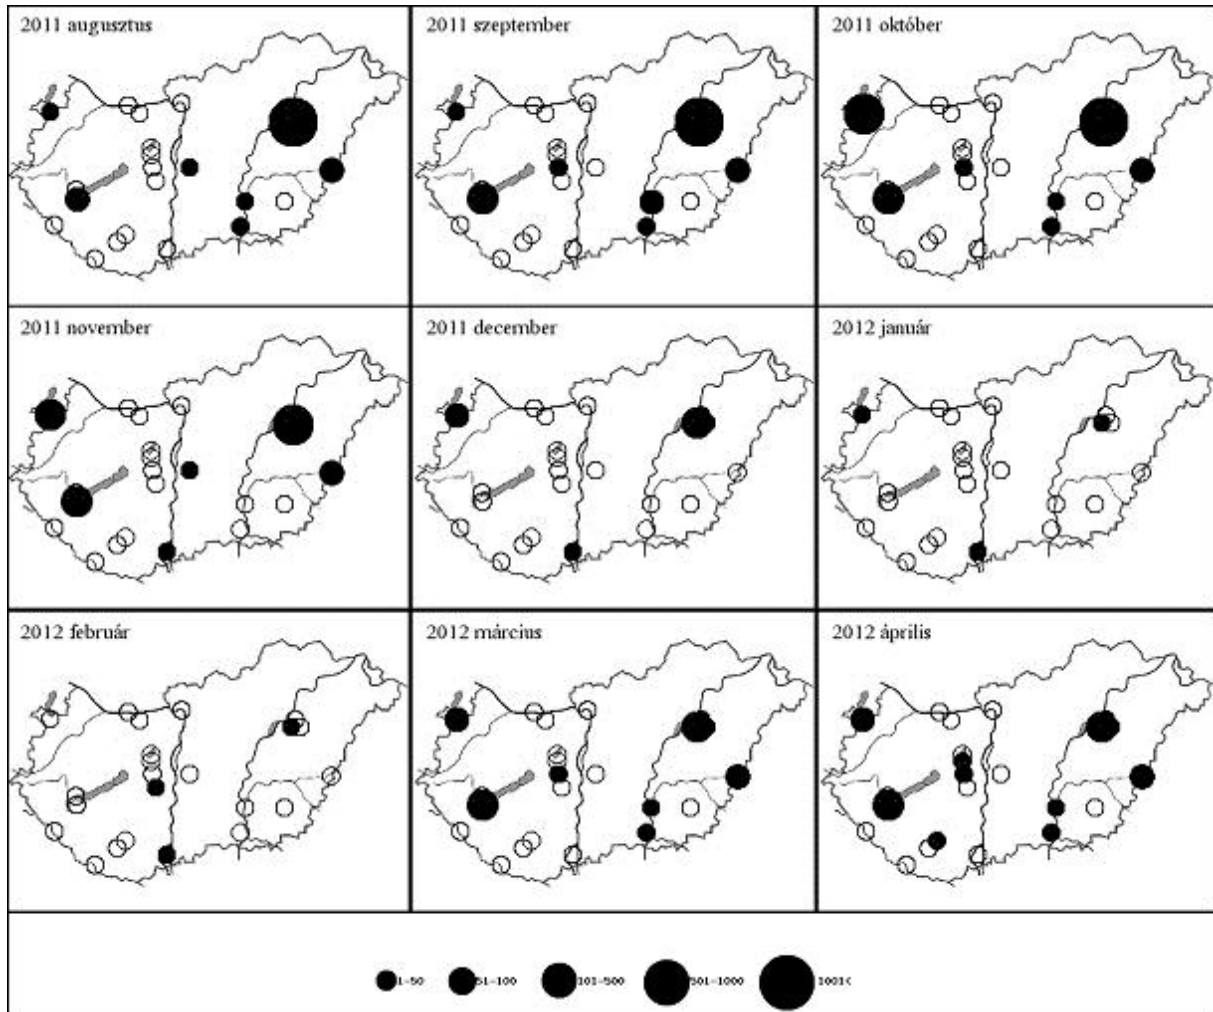 2011 augusztus
2011 szeptember
2011 október
2011 november
2011 december
2012 január
2012 február
2012 március
2012 április
1-50
51-100
101-500
501-1000
1001<